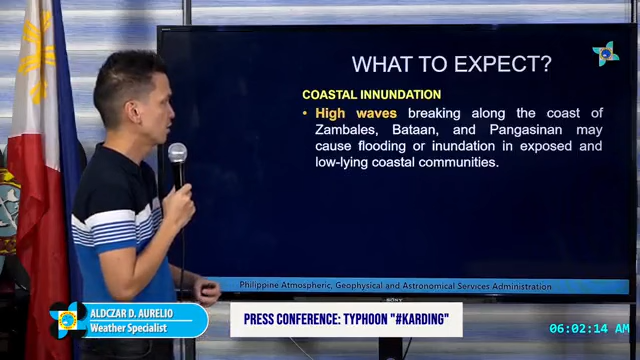 WHAT TO EXPECT?
COASTAL INNUNDATION
• High waves breaking along the coast of
Zambales, Bataan, and Pangasinan may
cause flooding or inundation in exposed and
low-lying coastal communities.
Philippine Atmospheric, Geophysical and Astronomical Services Administration
SONY
ALDCZAR D. AURELIO
Weather Specialist
PRESS CONFERENCE: TYPHOON "#KARDING"
06:02:14 AM